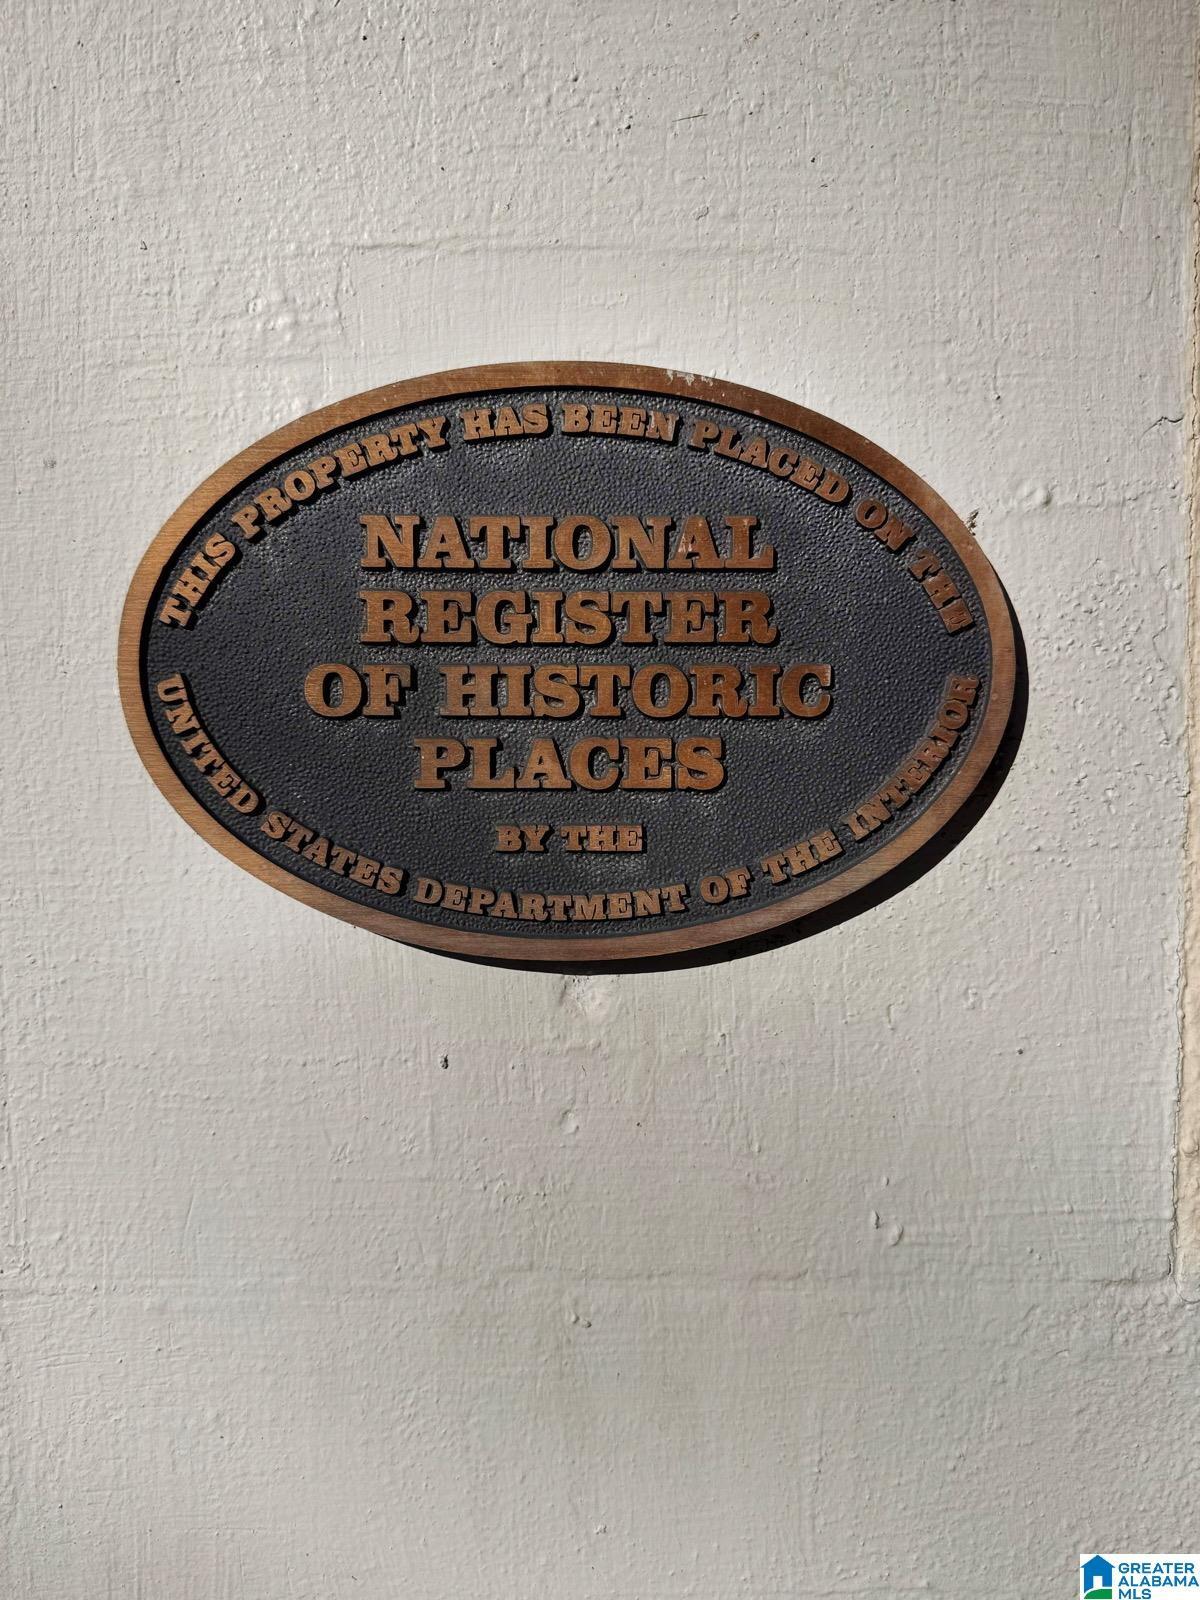 THIS PROPERTY HAS BEEN PLACED ON THE
NATIONAL
REGISTER
OF HISTORIC
PLACES
BY THE
UNITED STATES DEPARTMENT OF THE INTERIOR
GREATER
ALABAMA
MLS